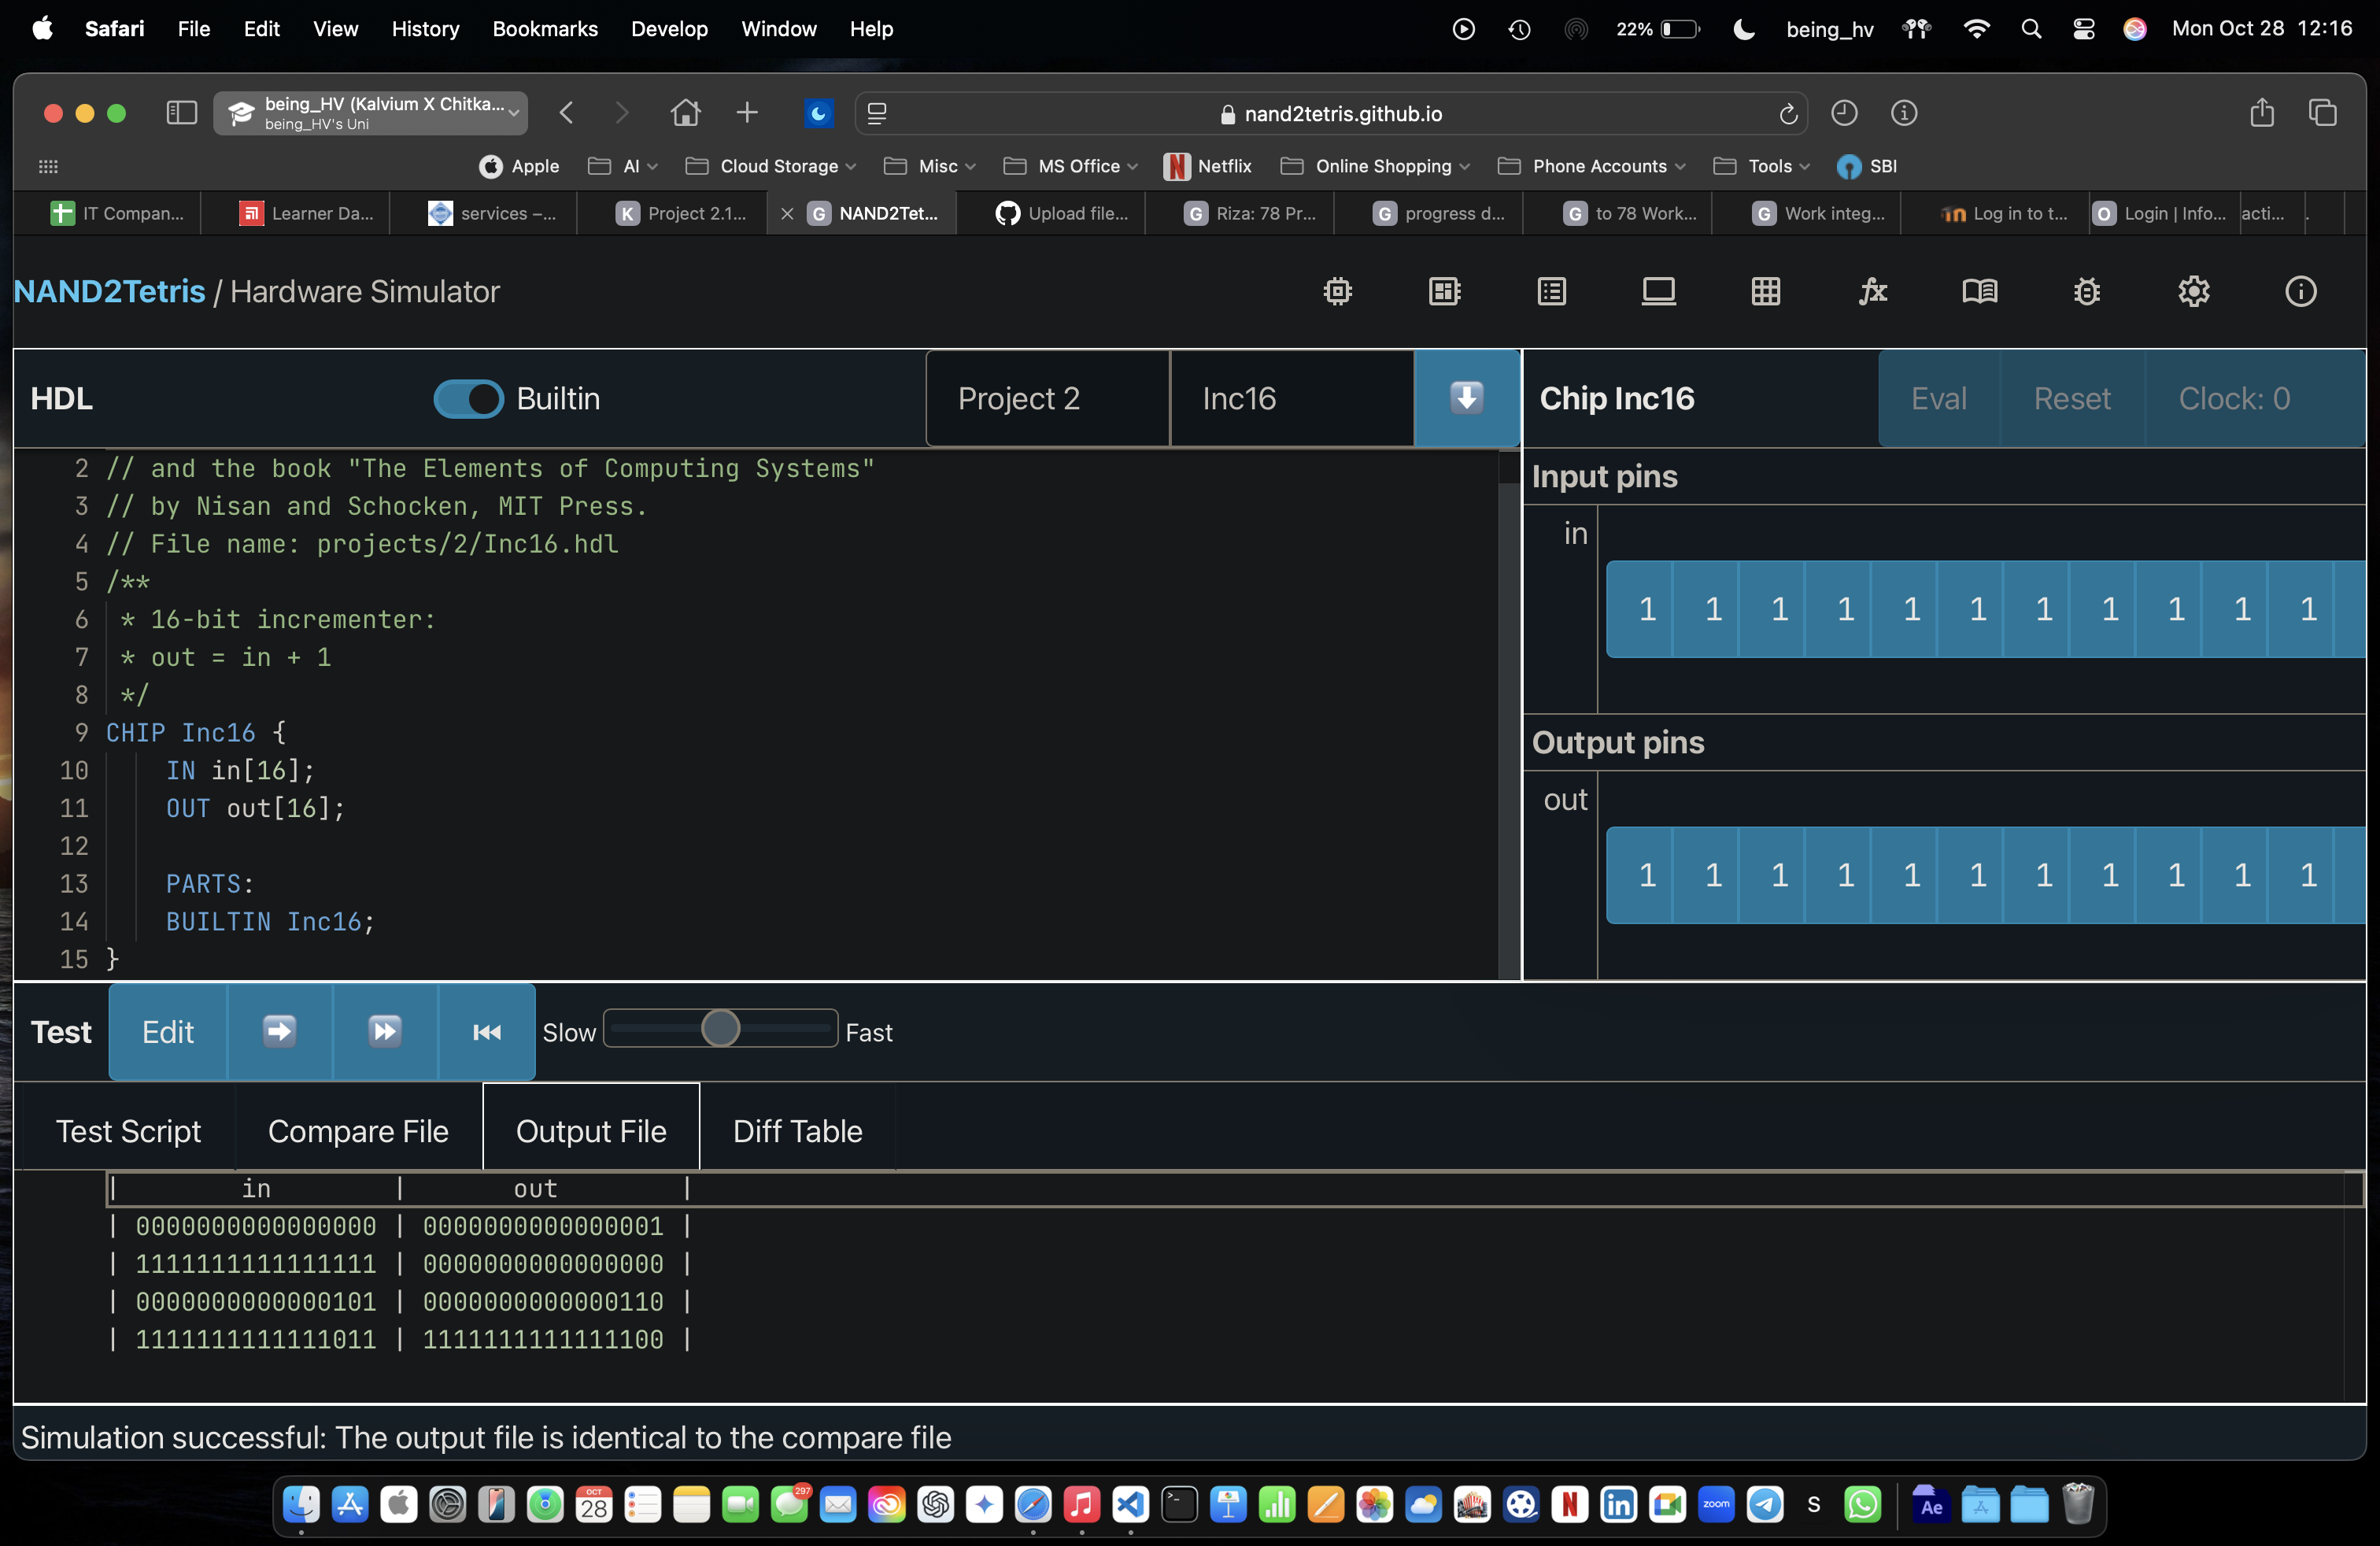 Safari File Edit View History Bookmarks Develop Window Help 22% being_hv Mon Oct 28 12:16
being_HV (Kalvium X Chitka...
being_HV's Uni
nand2tetris.github.io
Apple AI Cloud Storage Misc MS Office Netflix Online Shopping Phone Accounts Tools SBI
IT Compan... Learner Da... services –... K Project 2.1... G NAND2Tet... Upload file... G Riza: 78 Pr... G progress d... G to 78 Work... G Work integ... Log in to t... O Login | Info... acti... .
NAND2Tetris / Hardware Simulator
HDL Builtin Project 2 Inc16
Chip Inc16 Eval Reset Clock: 0
2 // and the book "The Elements of Computing Systems"
3 // by Nisan and Schocken, MIT Press.
4 // File name: projects/2/Inc16.hdl
5 /**
6 * 16-bit incrementer:
7 * out = in + 1
8 */
9 CHIP Inc16 {
10 IN in[16];
11 OUT out[16];
12
13 PARTS:
14 BUILTIN Inc16;
15 }
Input pins
in
1 1 1 1 1 1 1 1 1 1 1
Output pins
out
1 1 1 1 1 1 1 1 1 1 1
Test Edit Slow Fast
Test Script Compare File Output File Diff Table
| in | out |
| 0000000000000000 | 0000000000000001 |
| 1111111111111111 | 0000000000000000 |
| 0000000000000101 | 0000000000000110 |
| 1111111111111011 | 1111111111111100 |
Simulation successful: The output file is identical to the compare file
OCT
28
297
N
in
zoom
S
Ae